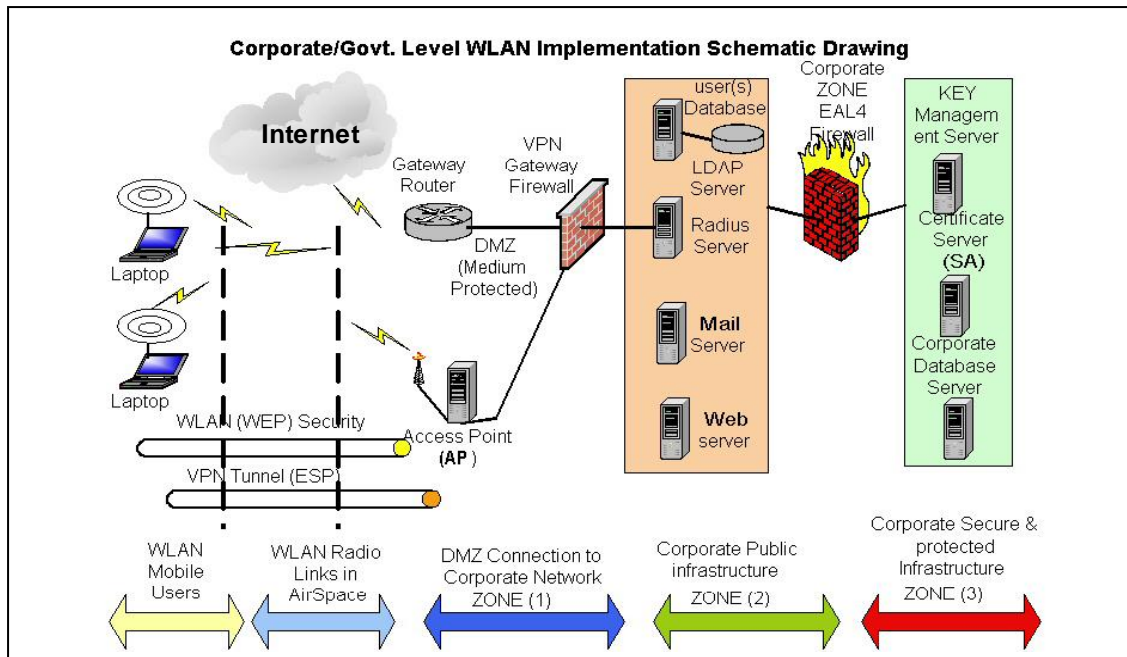 Corporate/Govt. Level WLAN Implementation Schematic Drawing
Internet
Laptop
Laptop
Gateway
Router
DMZ
(Medium
Protected)
VPN
Gateway
Firewall
Access Point
(AP )
WLAN (WEP) Security
VPN Tunnel (ESP)
user(s)
Database
LDAP
Server
Radius
Server
Mail
Server
Web
server
Corporate
ZONE
EAL4
Firewall
KEY
Managem
ent Server
Certificate
Server
(SA)
Corporate
Database
Server
WLAN
Mobile
Users
WLAN Radio
Links in
AirSpace
DMZ Connection to
Corporate Network
ZONE (1)
Corporate Public
infrastructure
ZONE (2)
Corporate Secure &
protected
Infrastructure
ZONE (3)